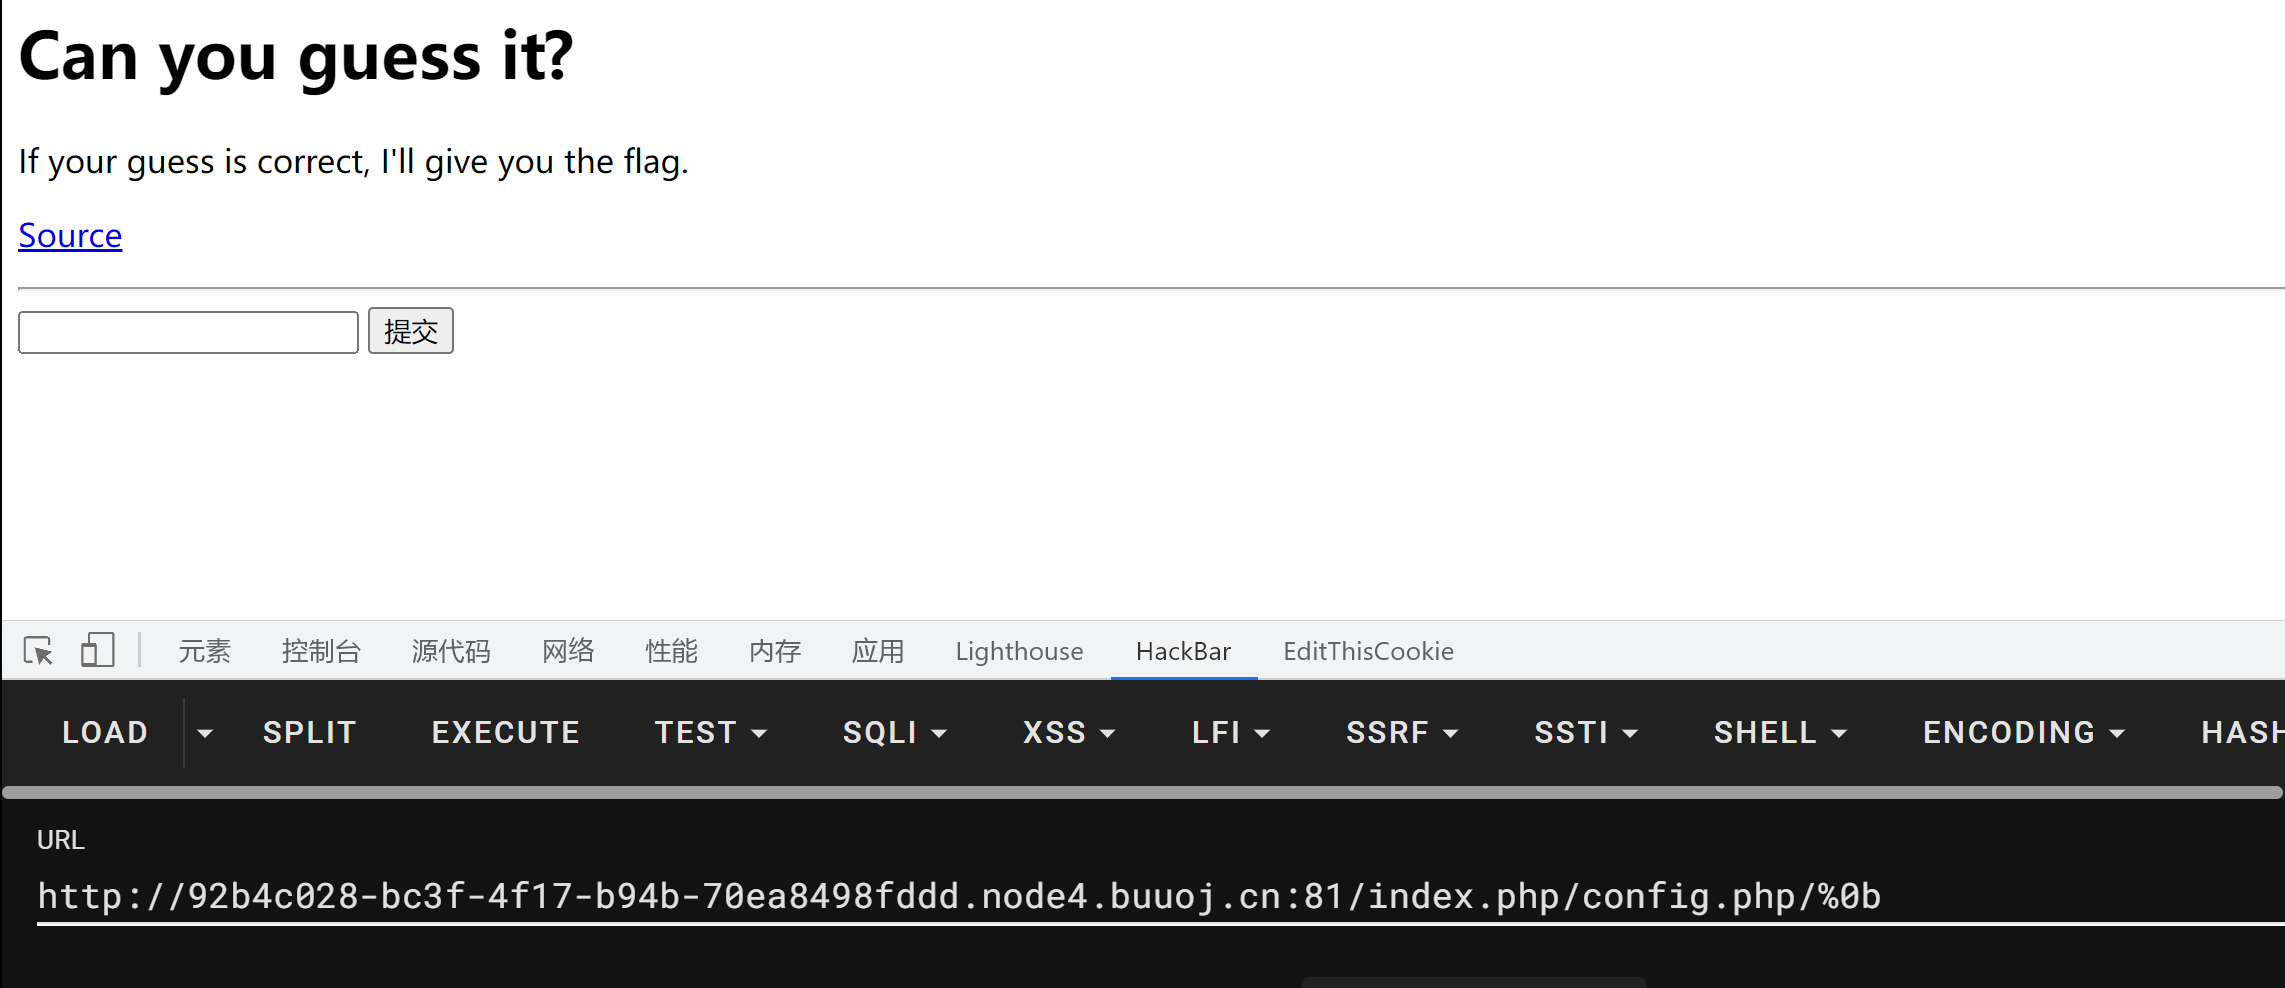 Can you guess it?
If your guess is correct, I'll give you the flag.
Source
提交
元素 控制台 源代码 网络 性能 内存 应用 Lighthouse HackBar EditThisCookie
LOAD SPLIT EXECUTE TEST SQLI XSS LFI SSRF SSTI SHELL ENCODING HASH
URL
http://92b4c028-bc3f-4f17-b94b-70ea8498fddd.node4.buuoj.cn:81/index.php/config.php/%0b